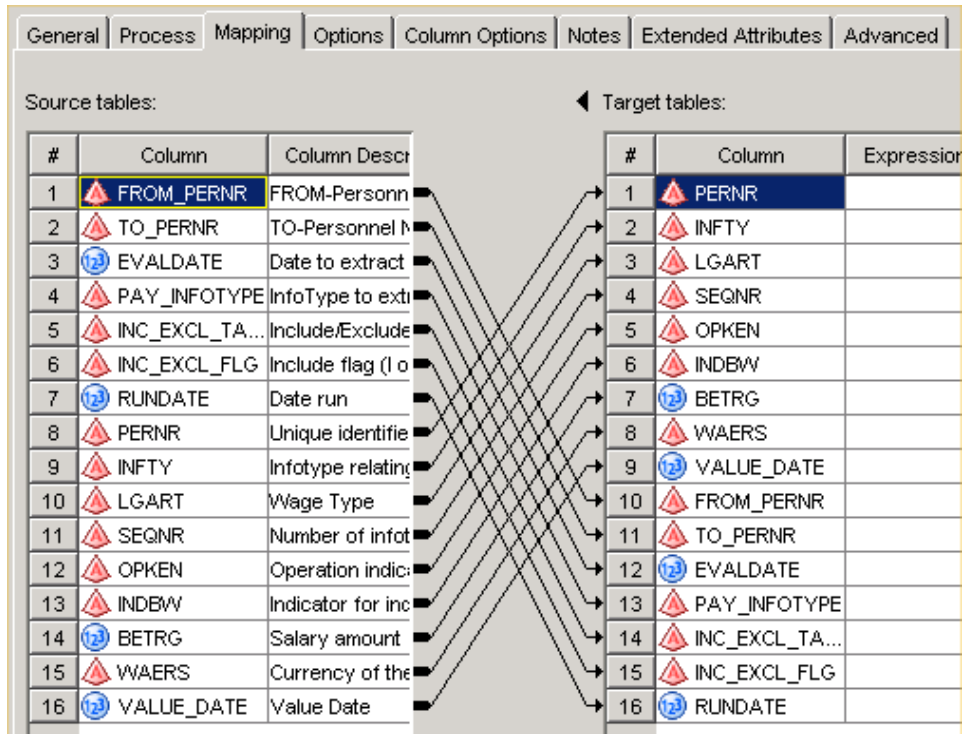 General Process Mapping Options Column Options Notes Extended Attributes Advanced
Source tables: Target tables:
# Column Column Descr # Column Expression
1 FROM_PERNR FROM-Personn 1 PERNR
2 TO_PERNR TO-Personnel N 2 INFTY
3 EVALDATE Date to extract 3 LGART
4 PAY_INFOTYPE InfoType to extr 4 SEQNR
5 INC_EXCL_TA... Include/Exclude 5 OPKEN
6 INC_EXCL_FLG Include flag (I o 6 INDBW
7 RUNDATE Date run 7 BETRG
8 PERNR Unique identifie 8 WAERS
9 INFTY Infotype relating 9 VALUE_DATE
10 LGART Wage Type 10 FROM_PERNR
11 SEQNR Number of infot 11 TO_PERNR
12 OPKEN Operation indica 12 EVALDATE
13 INDBW Indicator for inc 13 PAY_INFOTYPE
14 BETRG Salary amount 14 INC_EXCL_TA...
15 WAERS Currency of the 15 INC_EXCL_FLG
16 VALUE_DATE Value Date 16 RUNDATE